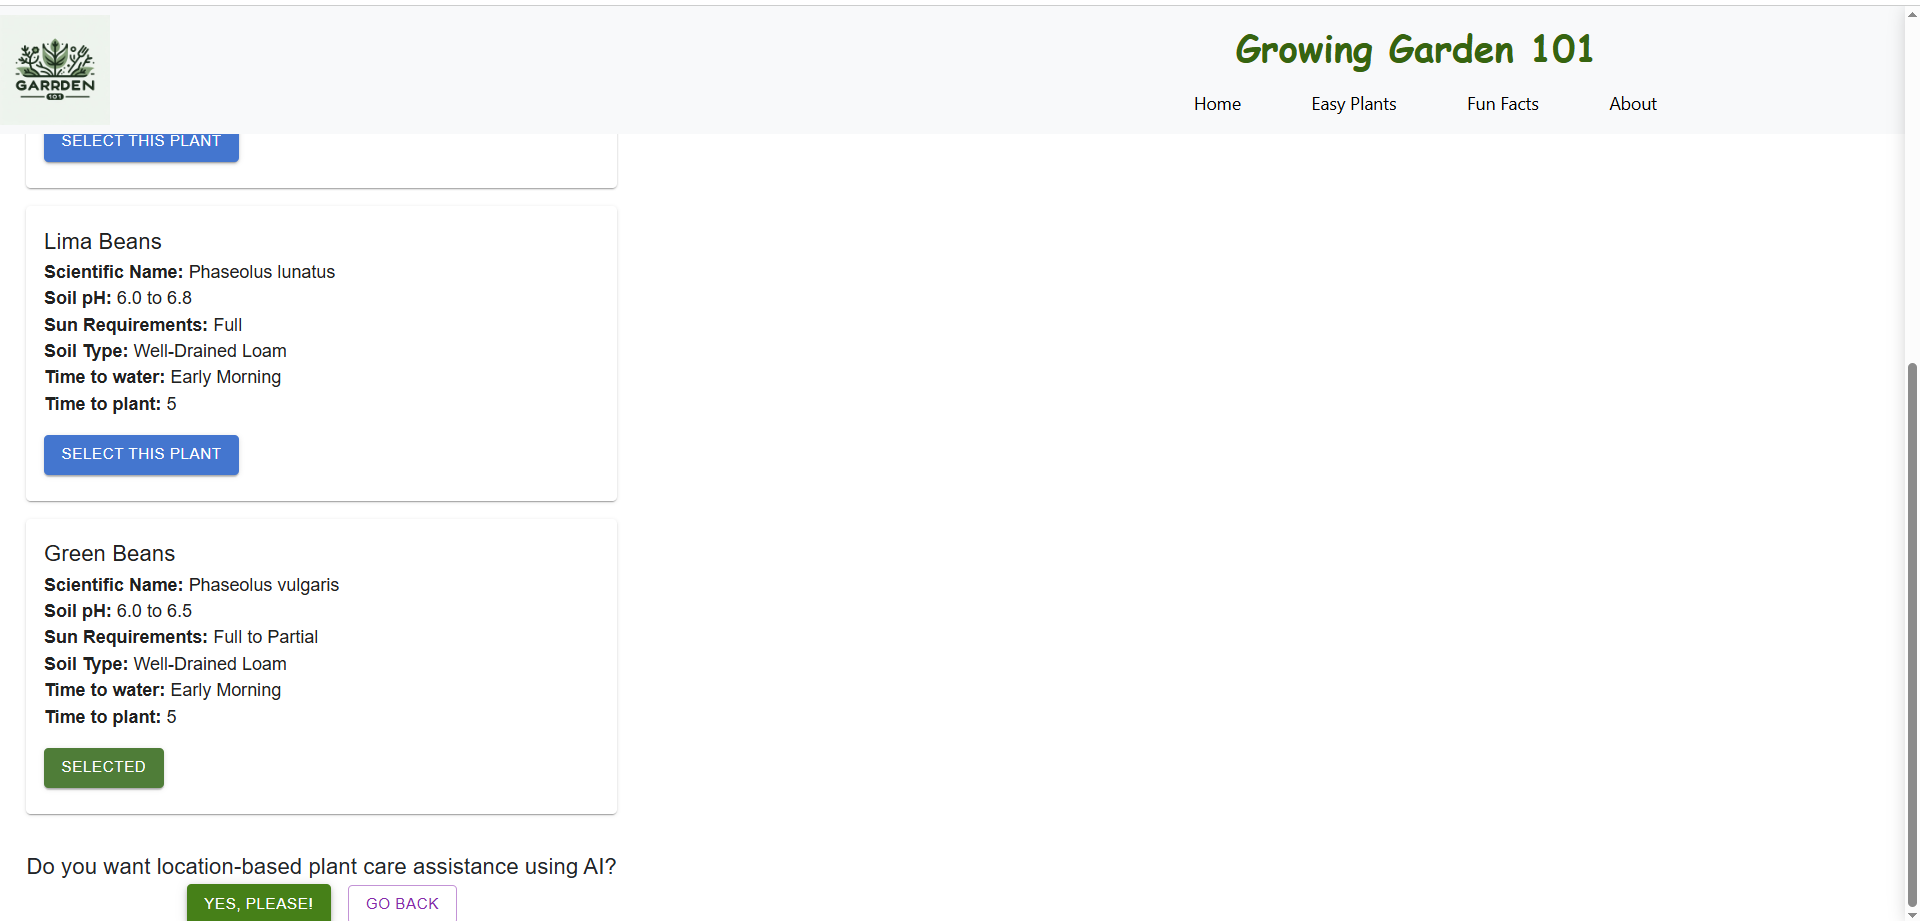 GARRDEN
101
Growing Garden 101
Home Easy Plants Fun Facts About
SELECT THIS PLANT
Lima Beans
Scientific Name: Phaseolus lunatus
Soil pH: 6.0 to 6.8
Sun Requirements: Full
Soil Type: Well-Drained Loam
Time to water: Early Morning
Time to plant: 5
SELECT THIS PLANT
Green Beans
Scientific Name: Phaseolus vulgaris
Soil pH: 6.0 to 6.5
Sun Requirements: Full to Partial
Soil Type: Well-Drained Loam
Time to water: Early Morning
Time to plant: 5
SELECTED
Do you want location-based plant care assistance using AI?
YES, PLEASE! GO BACK